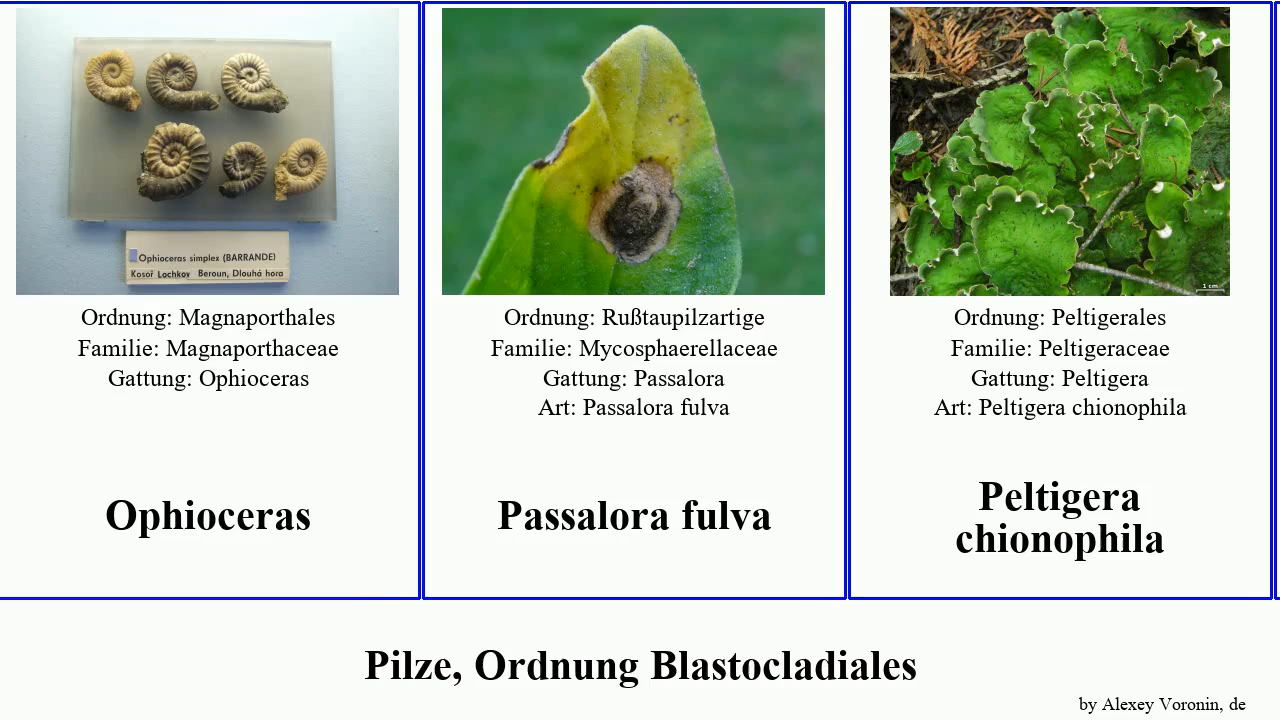 Ophioceras simplex (BARRANDE)
Kosoř Lochkov Beroun, Dlouhá hora
1 cm
Ordnung: Magnaporthales
Familie: Magnaporthaceae
Gattung: Ophioceras
Ophioceras
Ordnung: Rußtaupilzartige
Familie: Mycosphaerellaceae
Gattung: Passalora
Art: Passalora fulva
Passalora fulva
Ordnung: Peltigerales
Familie: Peltigeraceae
Gattung: Peltigera
Art: Peltigera chionophila
Peltigera
chionophila
Pilze, Ordnung Blastocladiales
by Alexey Voronin, de